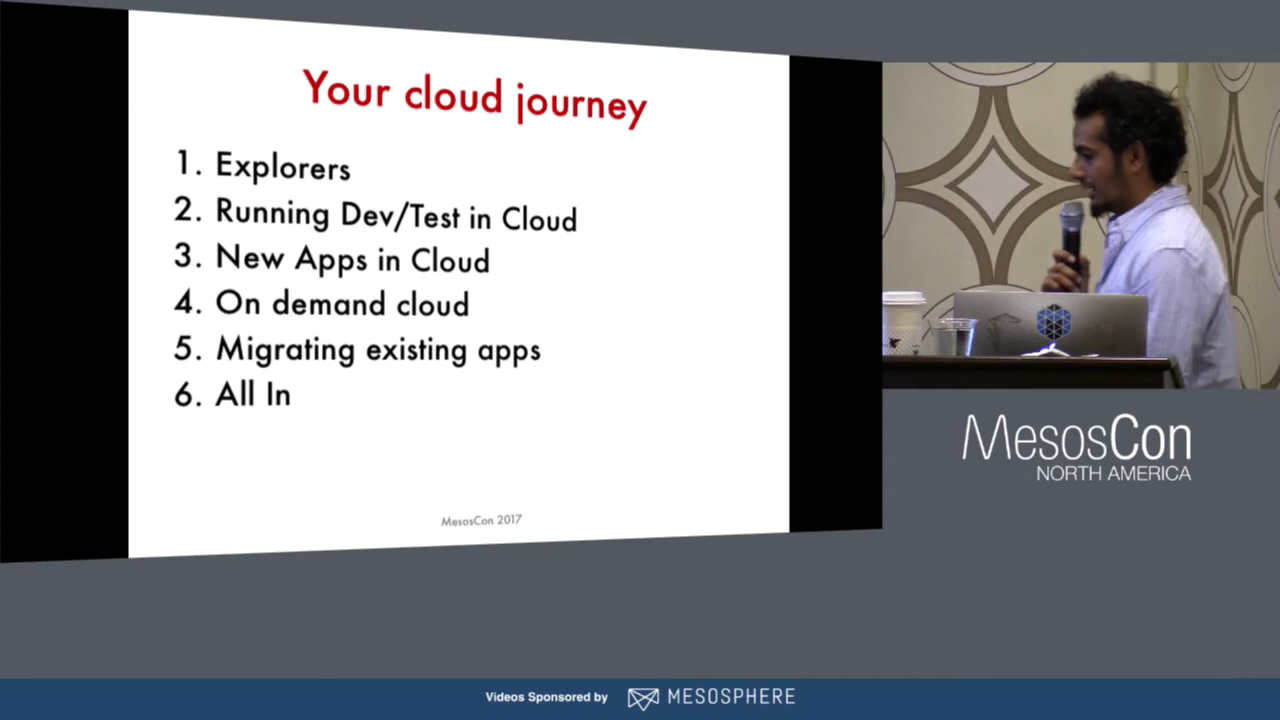 Your cloud journey
1. Explorers
2. Running Dev/Test in Cloud
3. New Apps in Cloud
4. On demand cloud
5. Migrating existing apps
6. All In
MesosCon 2017
MesosCon
NORTH AMERICA
Videos Sponsored by MESOSPHERE